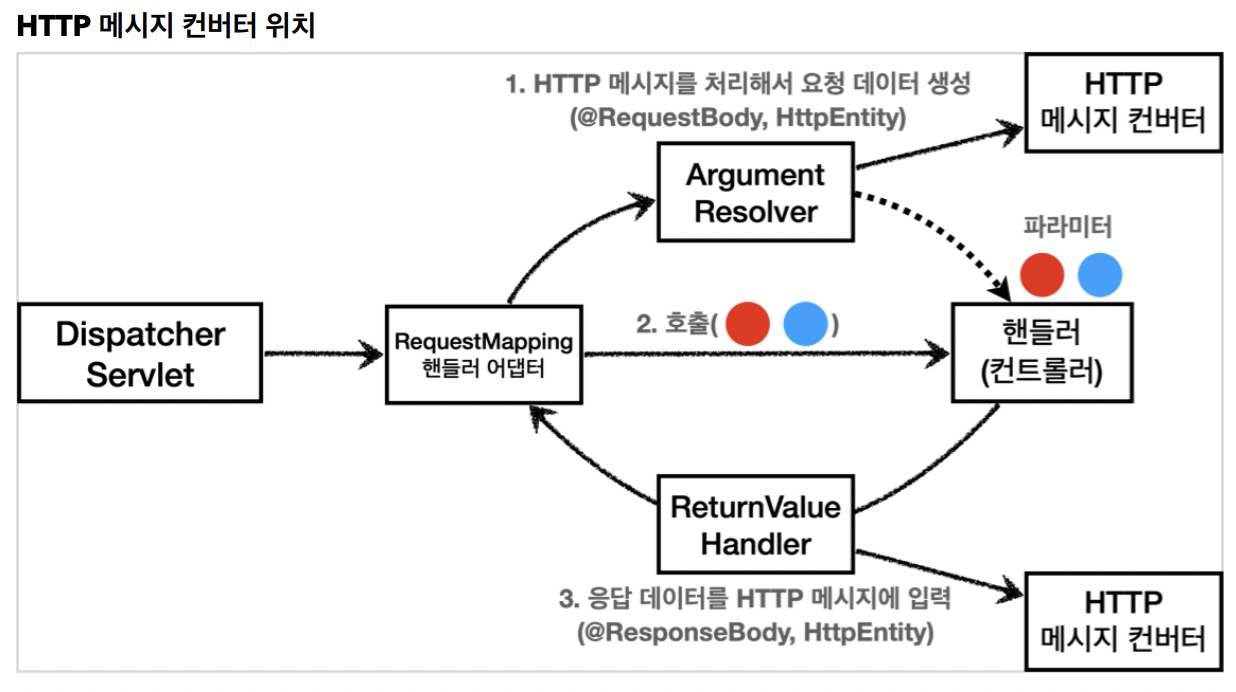 HTTP 메시지 컨버터 위치
1. HTTP 메시지를 처리해서 요청 데이터 생성
(@RequestBody, HttpEntity)
HTTP
메시지 컨버터
Argument
Resolver
파라미터
Dispatcher
Servlet
RequestMapping
핸들러 어댑터
2. 호출( )
핸들러
(컨트롤러)
ReturnValue
Handler
3. 응답 데이터를 HTTP 메시지에 입력
(@ResponseBody, HttpEntity)
HTTP
메시지 컨버터